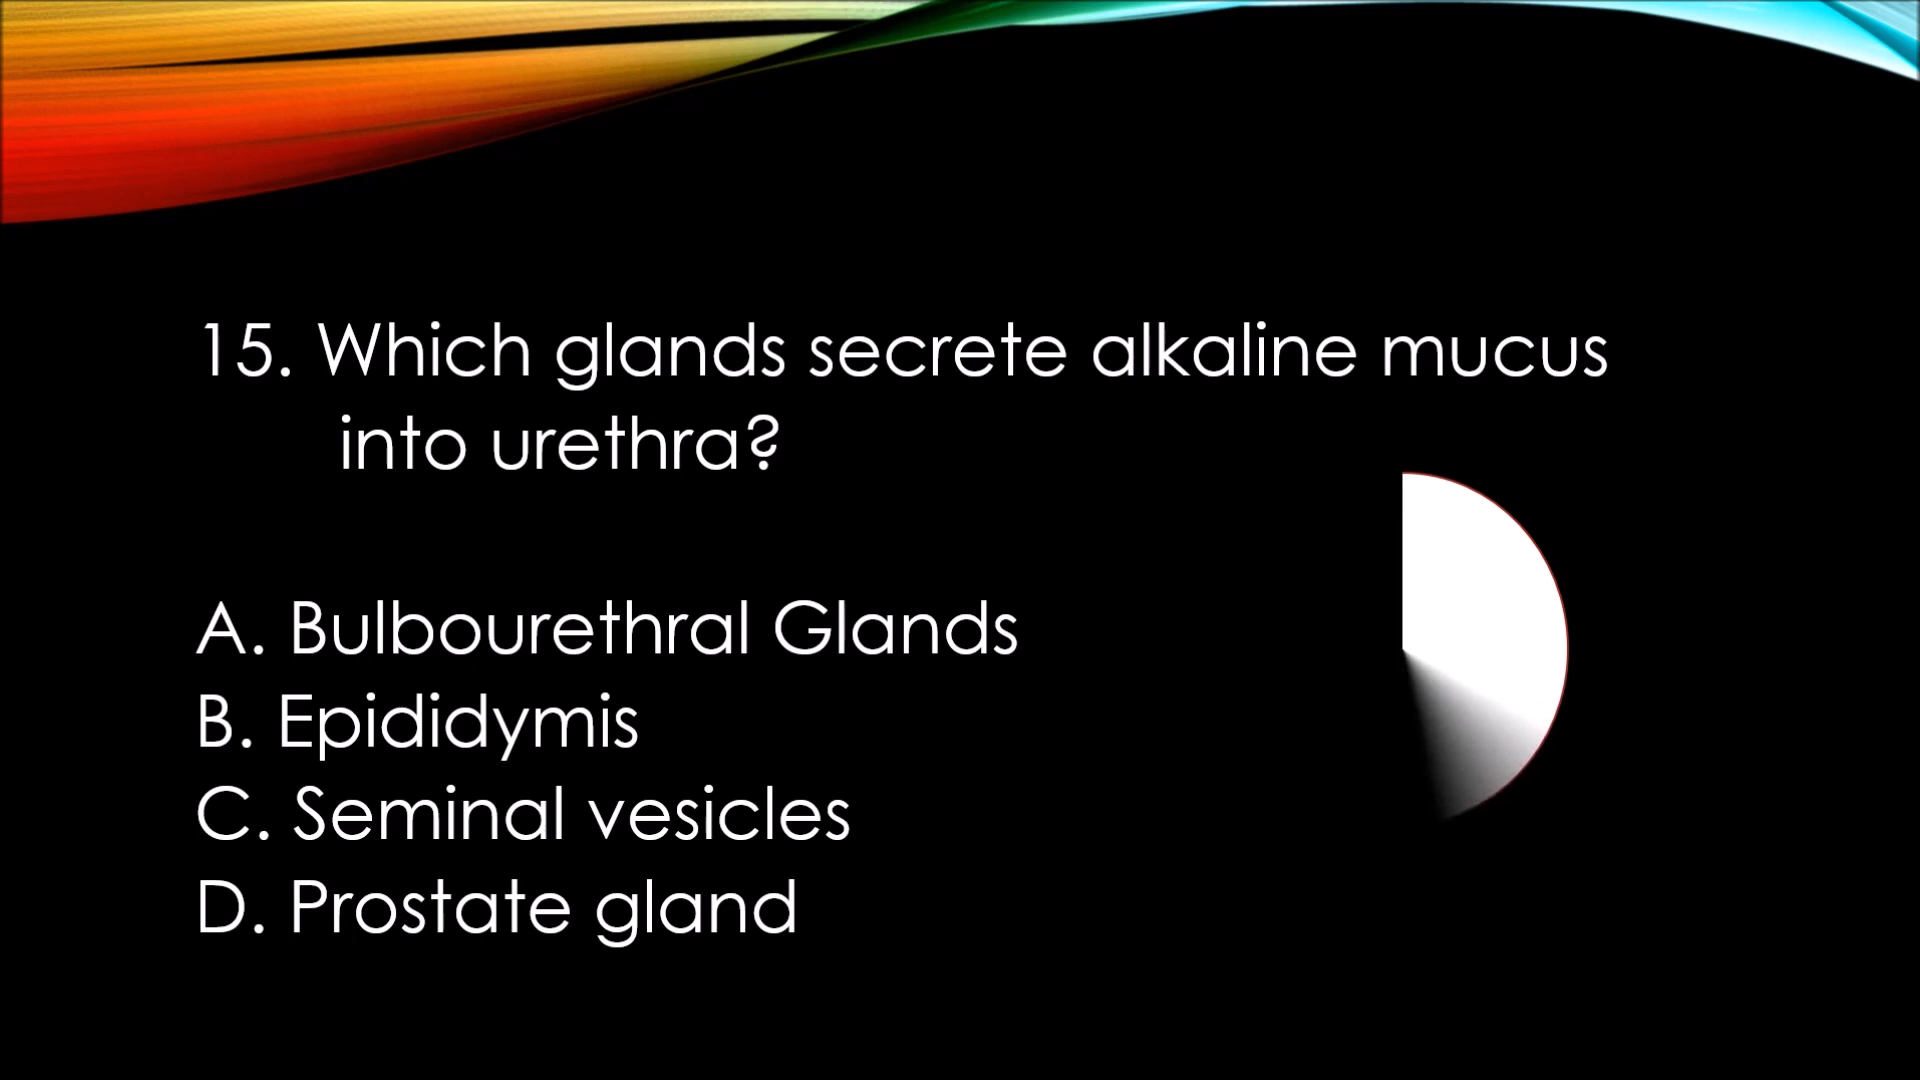 15. Which glands secrete alkaline mucus
into urethra?
A. Bulbourethral Glands
B. Epididymis
C. Seminal vesicles
D. Prostate gland